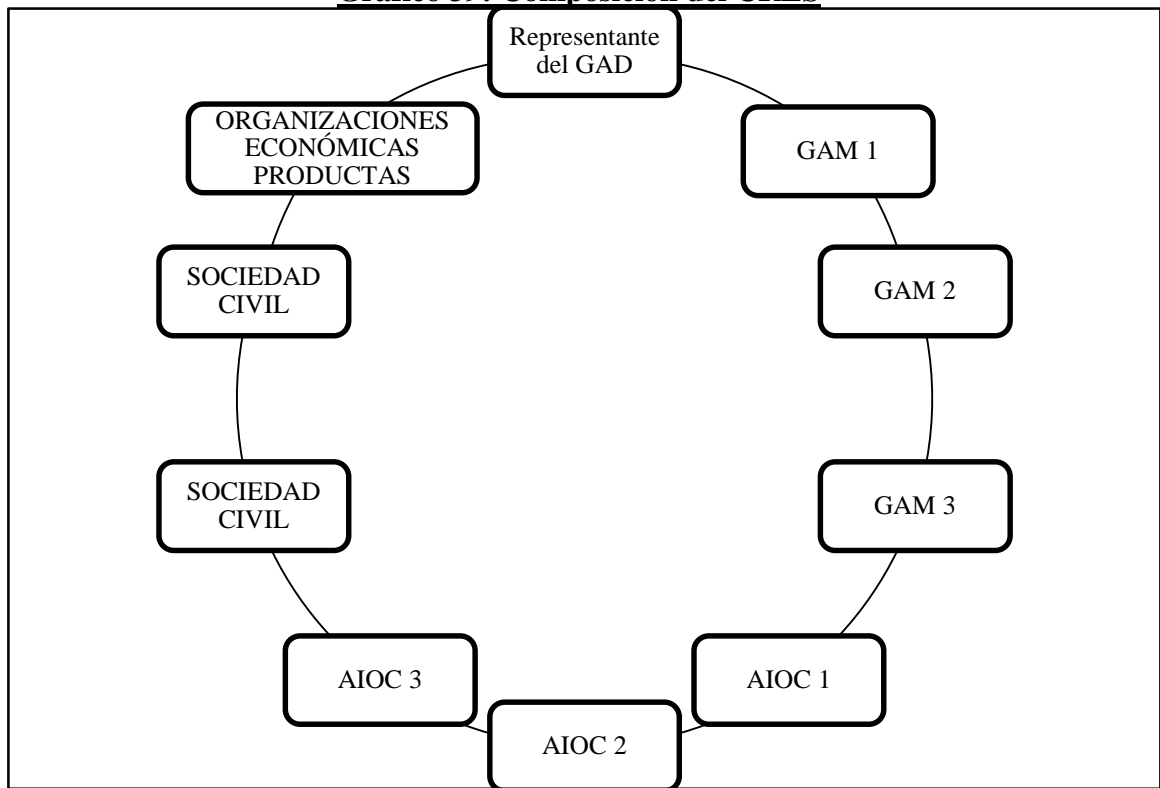 Representante
del GAD
GAM 1
GAM 2
GAM 3
AIOC 1
AIOC 2
AIOC 3
SOCIEDAD
CIVIL
SOCIEDAD
CIVIL
ORGANIZACIONES
ECONÓMICAS
PRODUCTAS